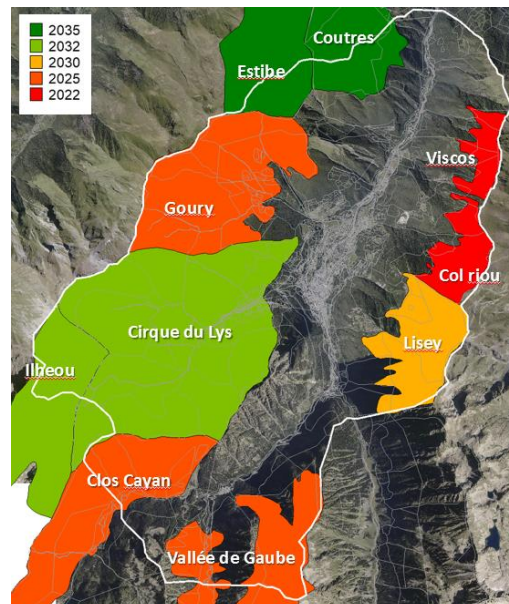 2035
2032
2030
2025
2022
Coutres
Estibe
Viscos
Goury
Col riou
Cirque du Lys
Lisey
Ilheou
Clos Cayan
Vallée de Gaube